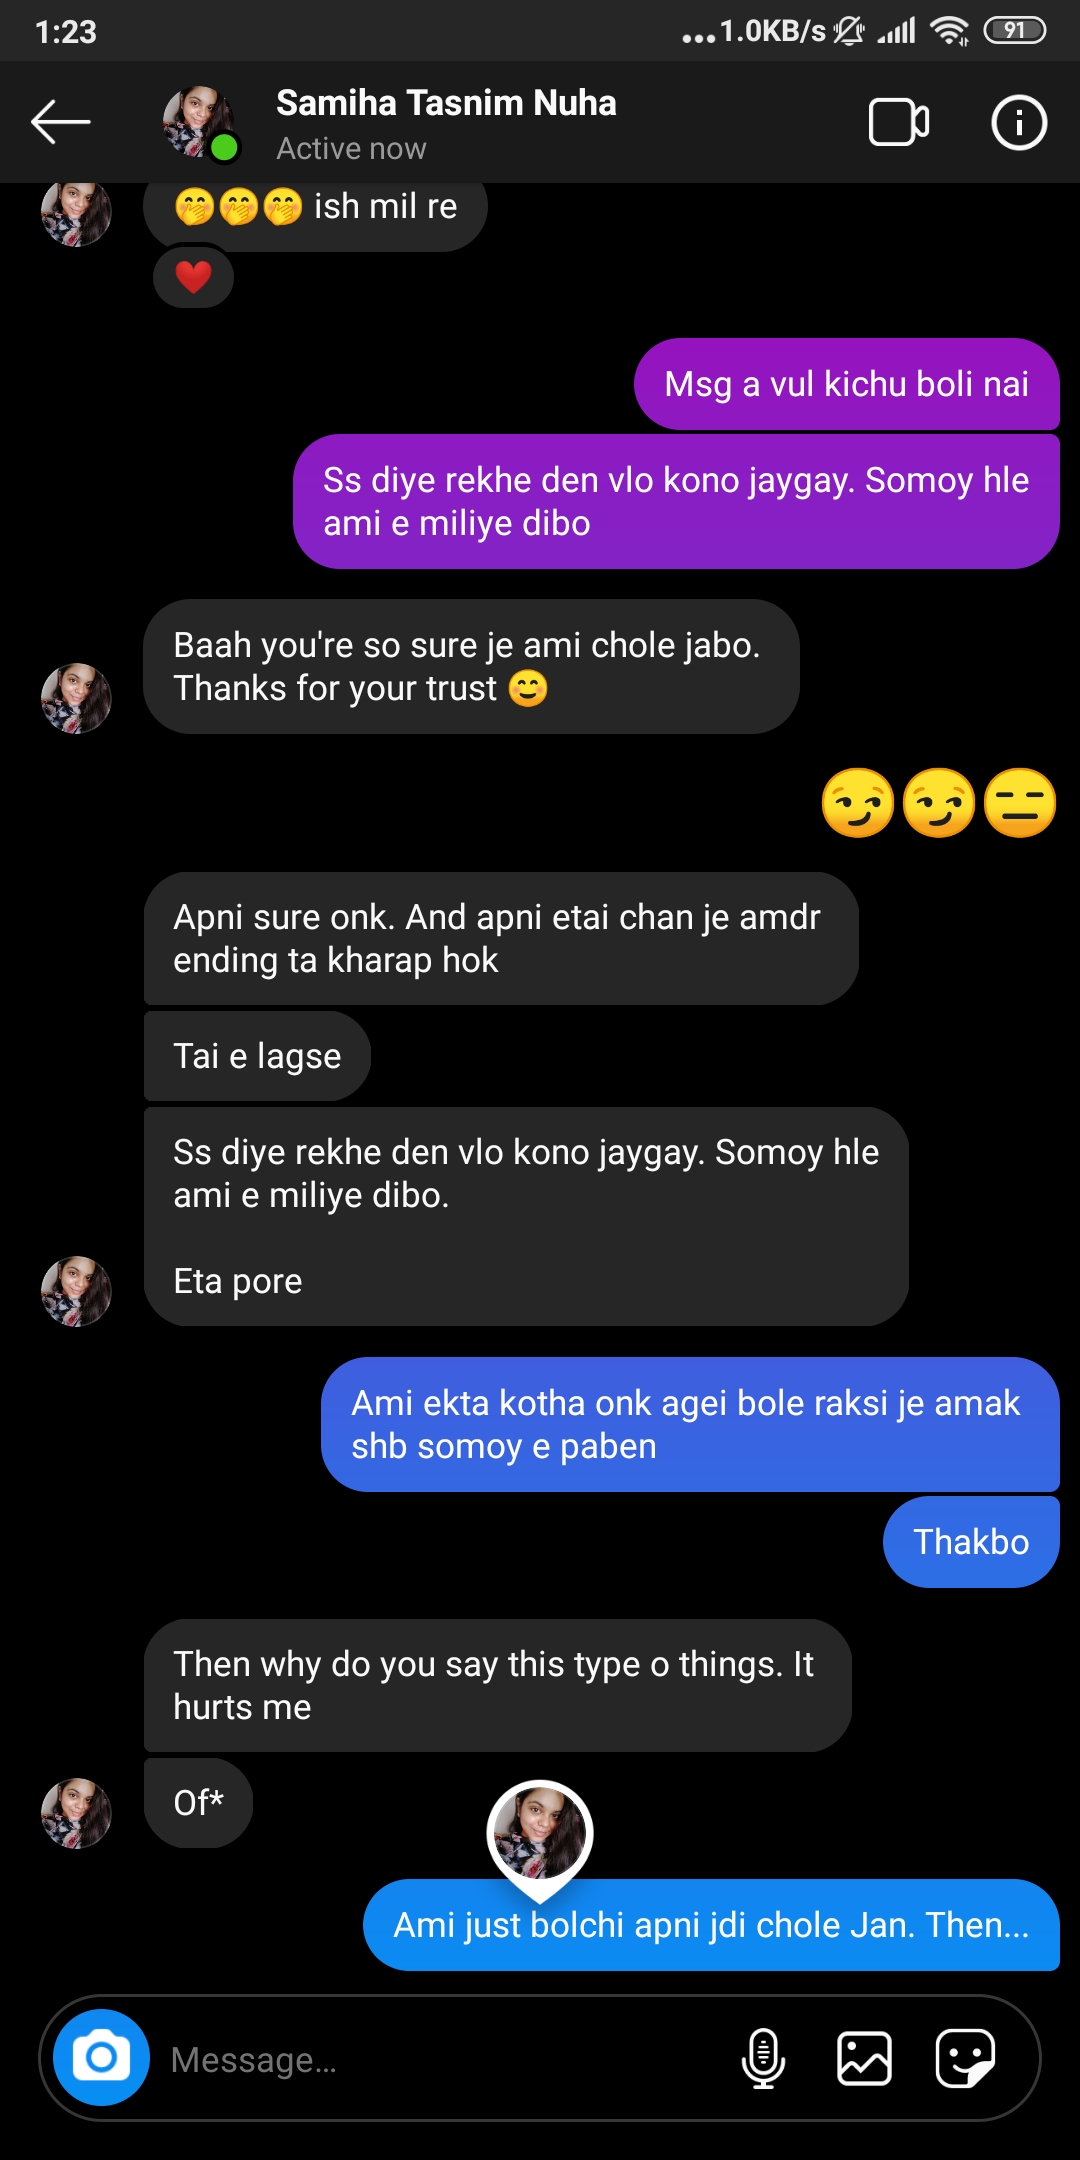 1:23
...1.0KB/s
91
Samiha Tasnim Nuha
Active now
🤭🤭🤭 ish mil re
❤️
Msg a vul kichu boli nai
Ss diye rekhe den vlo kono jaygay. Somoy hle
ami e miliye dibo
Baah you're so sure je ami chole jabo.
Thanks for your trust 😊
😏😏😑
Apni sure onk. And apni etai chan je amdr
ending ta kharap hok
Tai e lagse
Ss diye rekhe den vlo kono jaygay. Somoy hle
ami e miliye dibo.
Eta pore
Ami ekta kotha onk agei bole raksi je amak
shb somoy e paben
Thakbo
Then why do you say this type o things. It
hurts me
Of*
Ami just bolchi apni jdi chole Jan. Then...
Message...